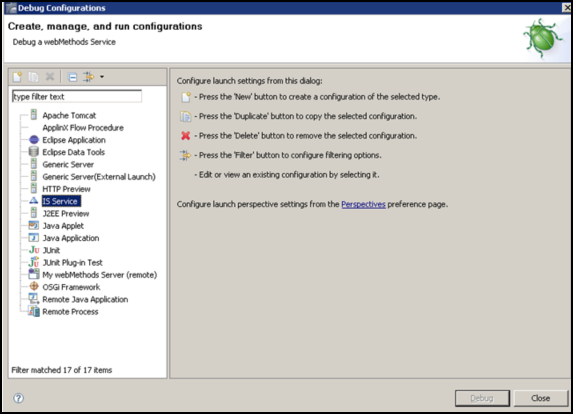 Debug Configurations
Create, manage, and run configurations
Debug a webMethods Service
type filter text
Apache Tomcat
ApplinX Flow Procedure
Eclipse Application
Eclipse Data Tools
Generic Server
Generic Server(External Launch)
HTTP Preview
IS Service
J2EE Preview
Java Applet
Java Application
JUnit
JUnit Plug-in Test
My webMethods Server (remote)
OSGi Framework
Remote Java Application
Remote Process
Filter matched 17 of 17 items
Configure launch settings from this dialog:
- Press the 'New' button to create a configuration of the selected type.
- Press the 'Duplicate' button to copy the selected configuration.
- Press the 'Delete' button to remove the selected configuration.
- Press the 'Filter' button to configure filtering options.
- Edit or view an existing configuration by selecting it.
Configure launch perspective settings from the Perspectives preference page.
Debug
Close